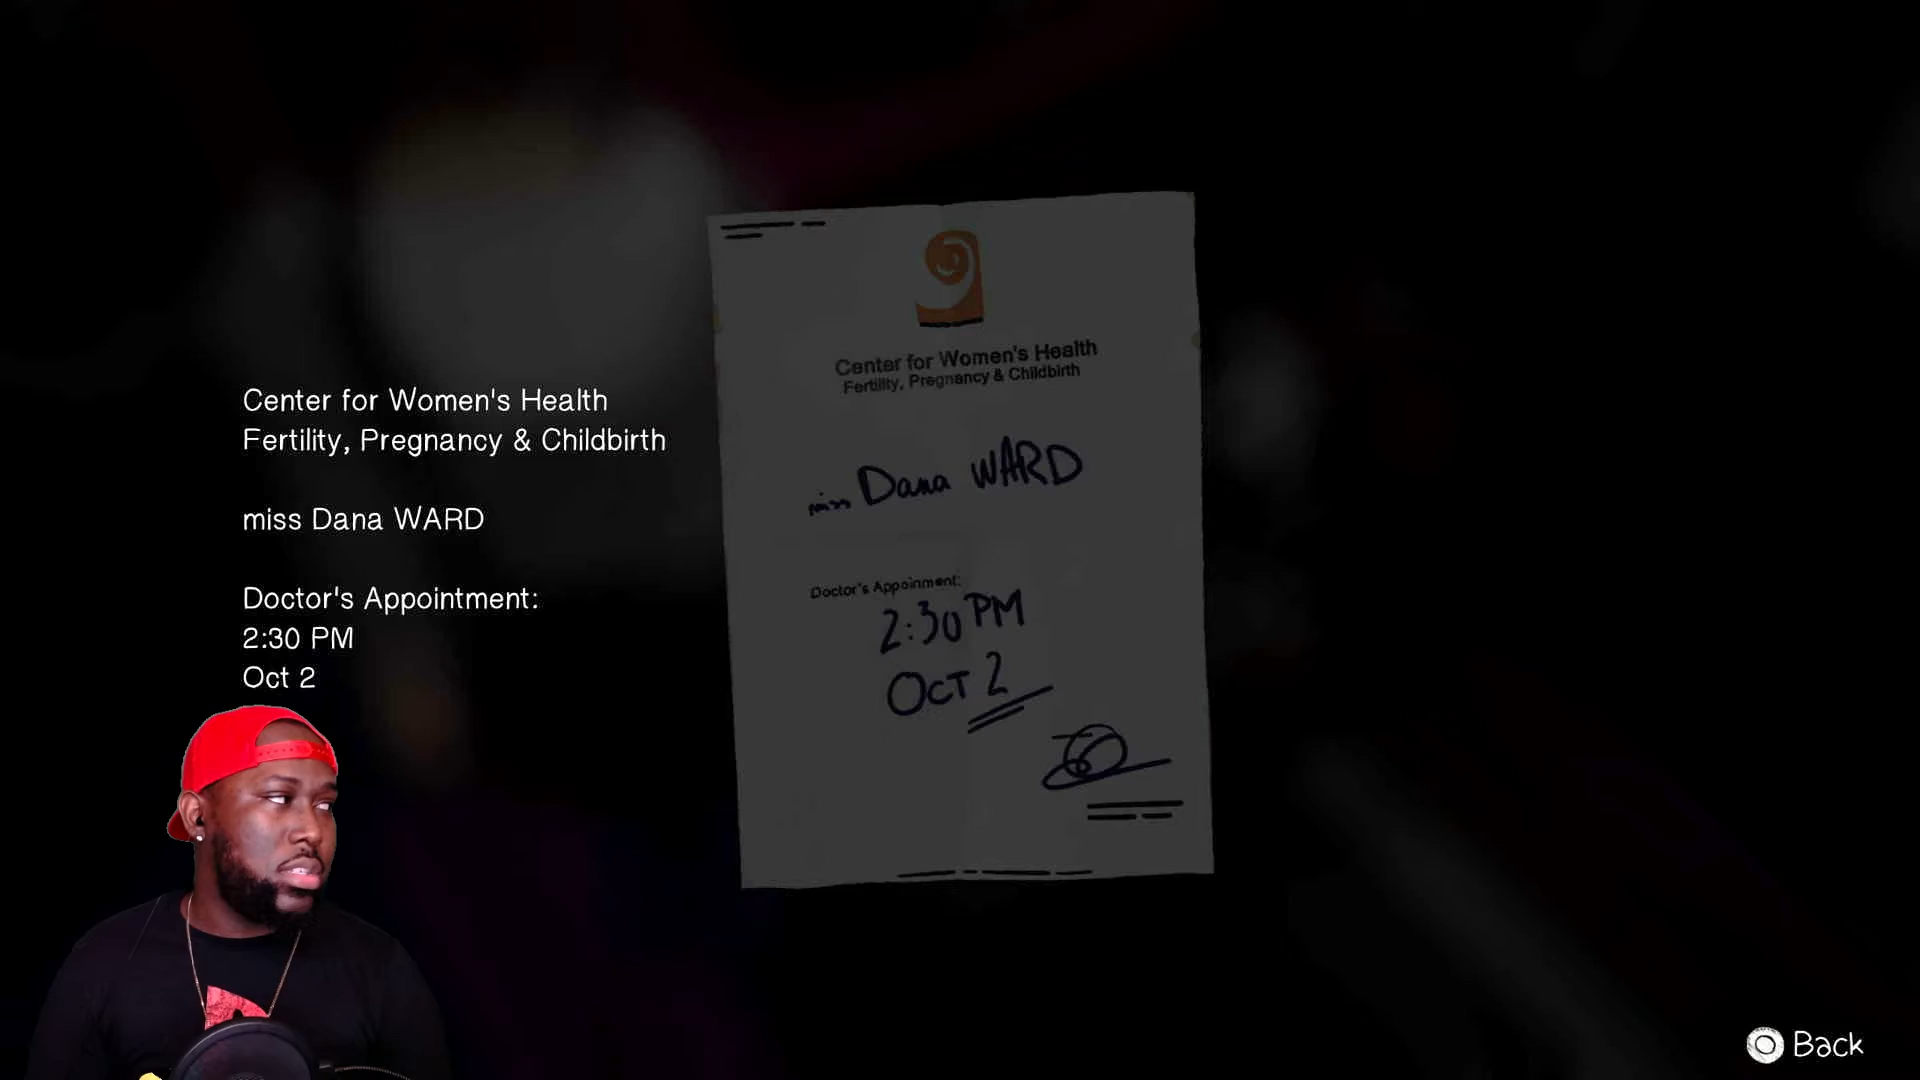 Center for Women's Health
Fertility, Pregnancy & Childbirth
miss Dana WARD
Doctor's Appointment:
2:30 PM
Oct 2
Center for Women's Health
Fertility, Pregnancy & Childbirth
miss Dana WARD
Doctor's Appoinment:
2:30 PM
OCT 2
Back